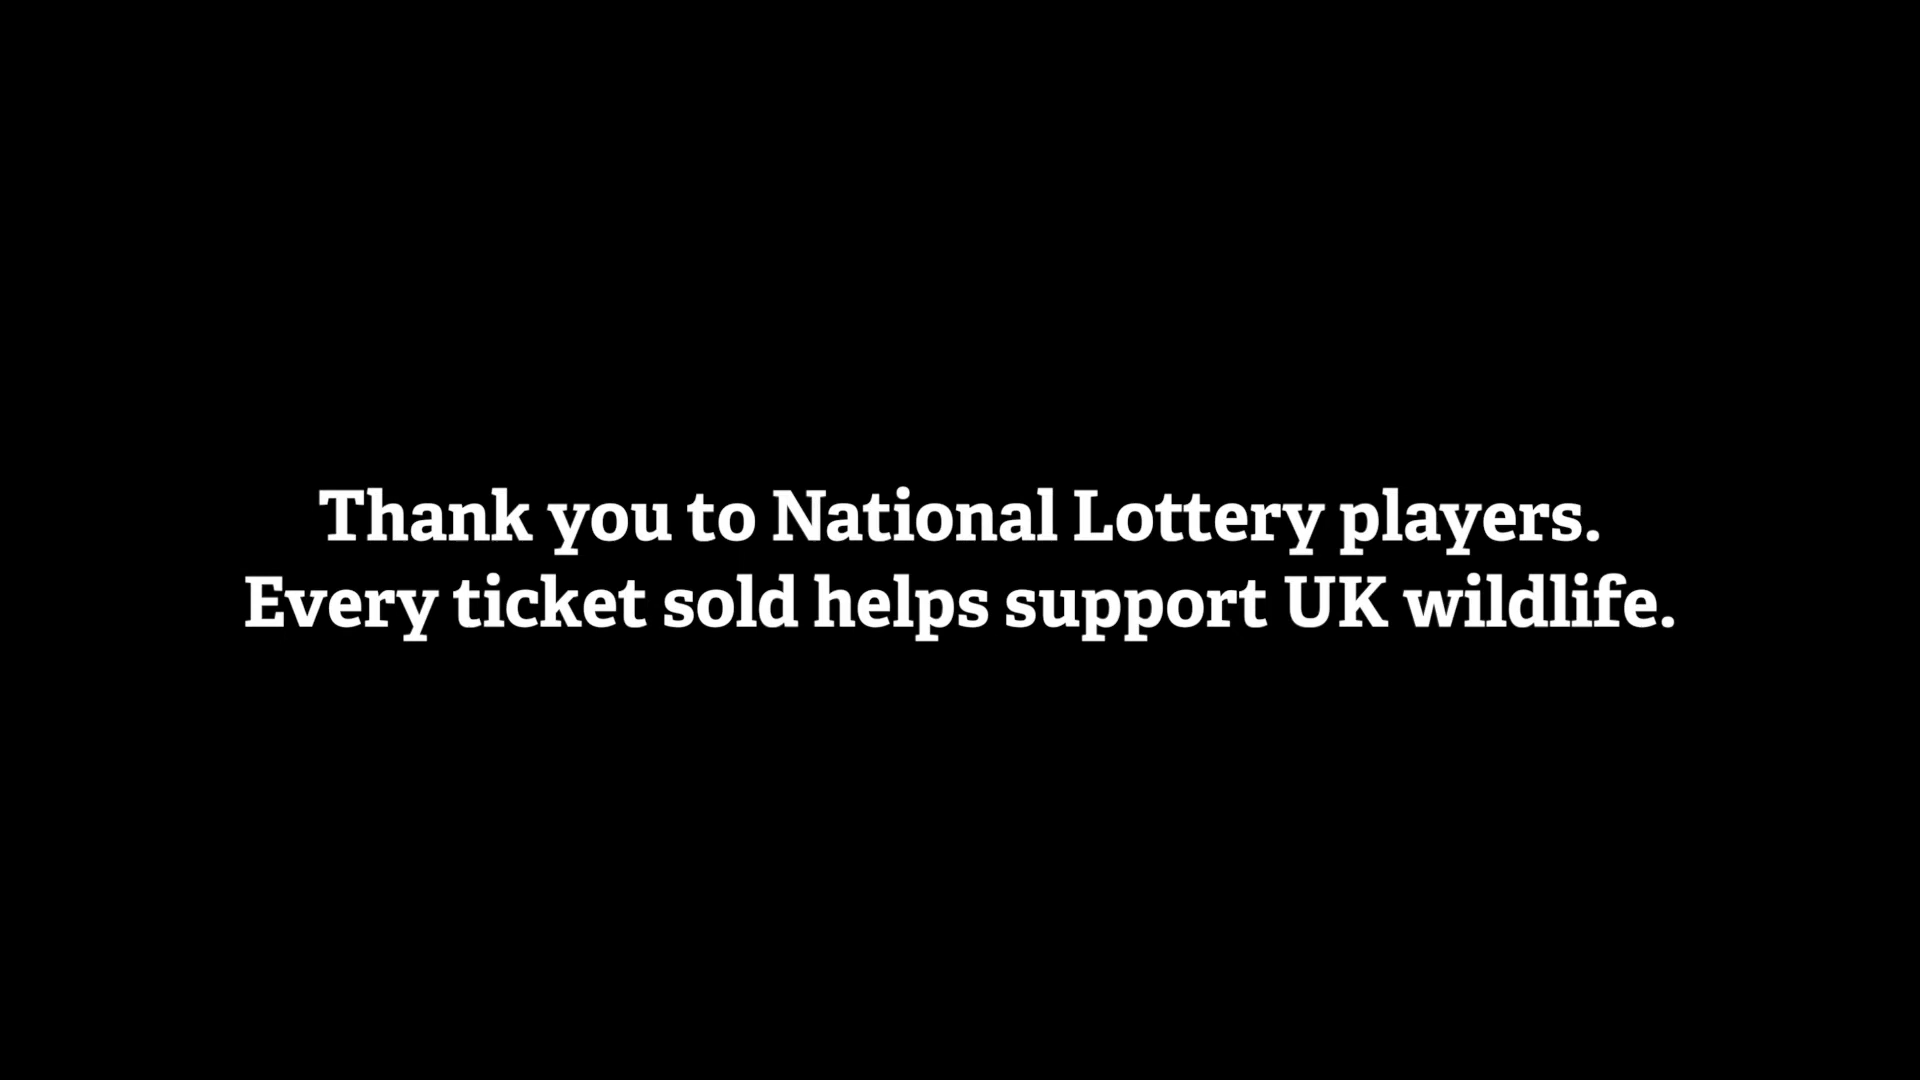 Thank you to National Lottery players.
Every ticket sold helps support UK wildlife.